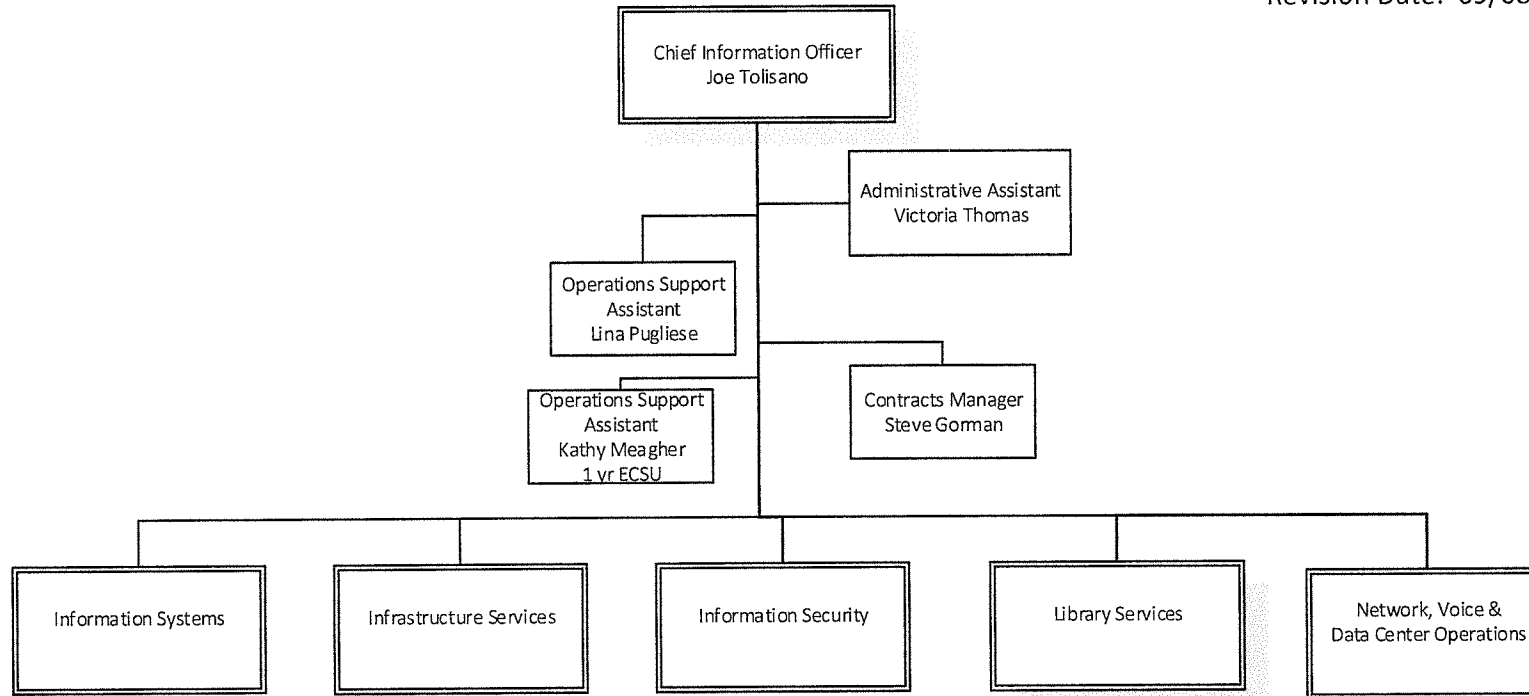 Revision Date: 09/08
Chief Information Officer
Joe Tolisano
Administrative Assistant
Victoria Thomas
Operations Support
Assistant
Lina Pugliese
Contracts Manager
Steve Gorman
Operations Support
Assistant
Kathy Meagher
1 yr ECSU
Information Systems
Infrastructure Services
Information Security
Library Services
Network, Voice &
Data Center Operations